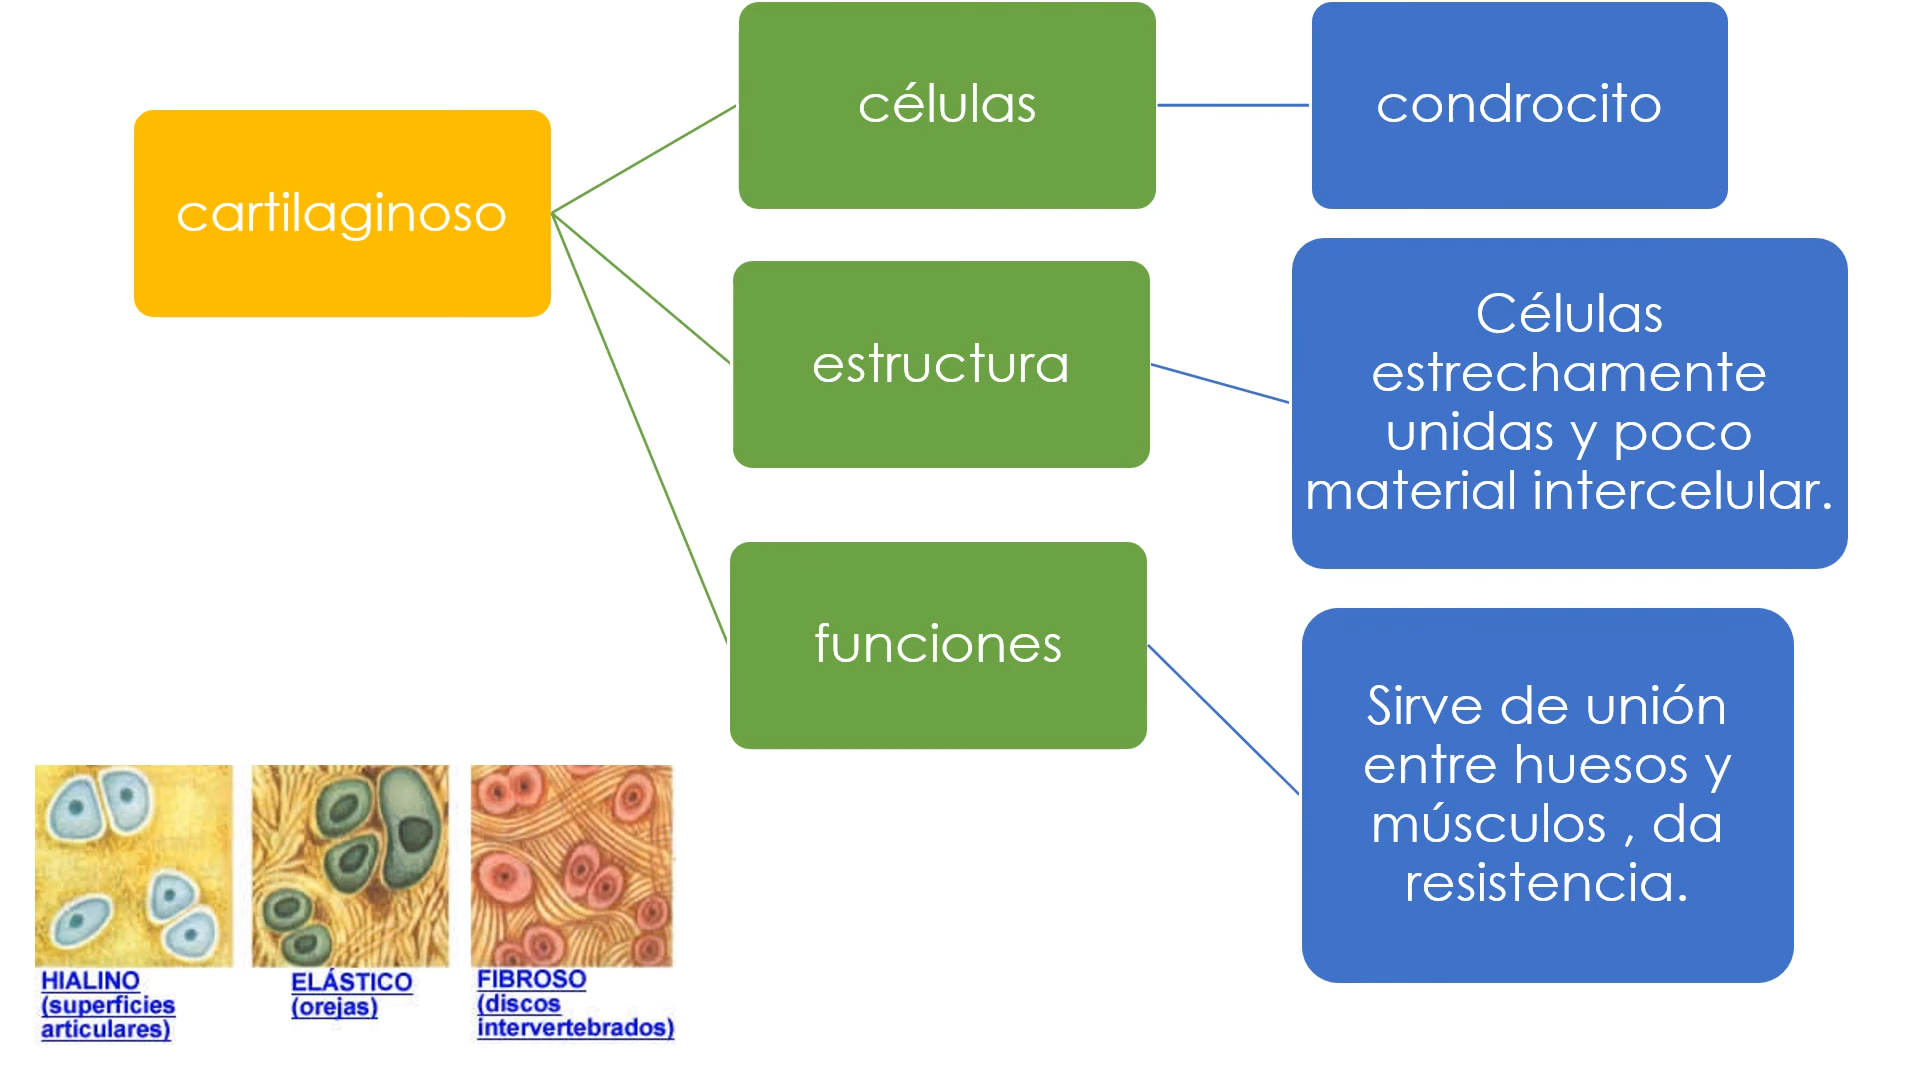 cartilaginoso
células
condrocito
estructura
Células
estrechamente
unidas y poco
material intercelular.
funciones
Sirve de unión
entre huesos y
músculos , da
resistencia.
HIALINO
(superficies
articulares)
ELÁSTICO
(orejas)
FIBROSO
(discos
intervertebrados)